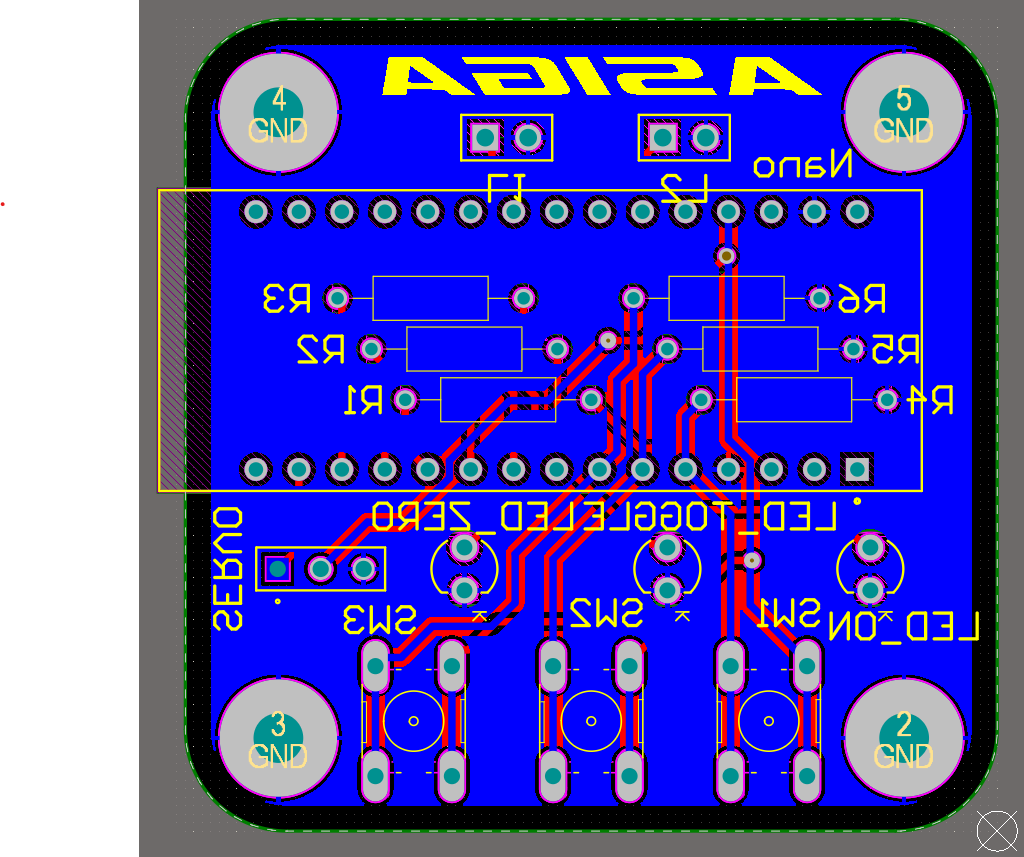 ASIGA
4
GND
5
GND
Nano
L1
L2
R3
R6
R2
R5
R1
R4
LED_ZERO
LED_TOGGLE
SERVO
K
K
K
SW3
SW2
SW1
LED_ON
3
GND
2
GND